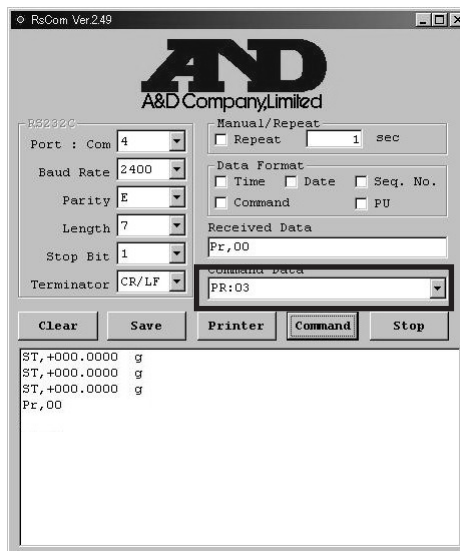 RsCom Ver.2.49
A&D
A&D Company,Limited
RS232C
Port : Com 4
Baud Rate 2400
Parity E
Length 7
Stop Bit 1
Terminator CR/LF
Manual/Repeat
Repeat 1 sec
Data Format
Time Date Seq. No.
Command PU
Received Data
Pr,00
Command Data
PR:03
Clear Save Printer Command Stop
ST,+000.0000 g
ST,+000.0000 g
ST,+000.0000 g
Pr,00